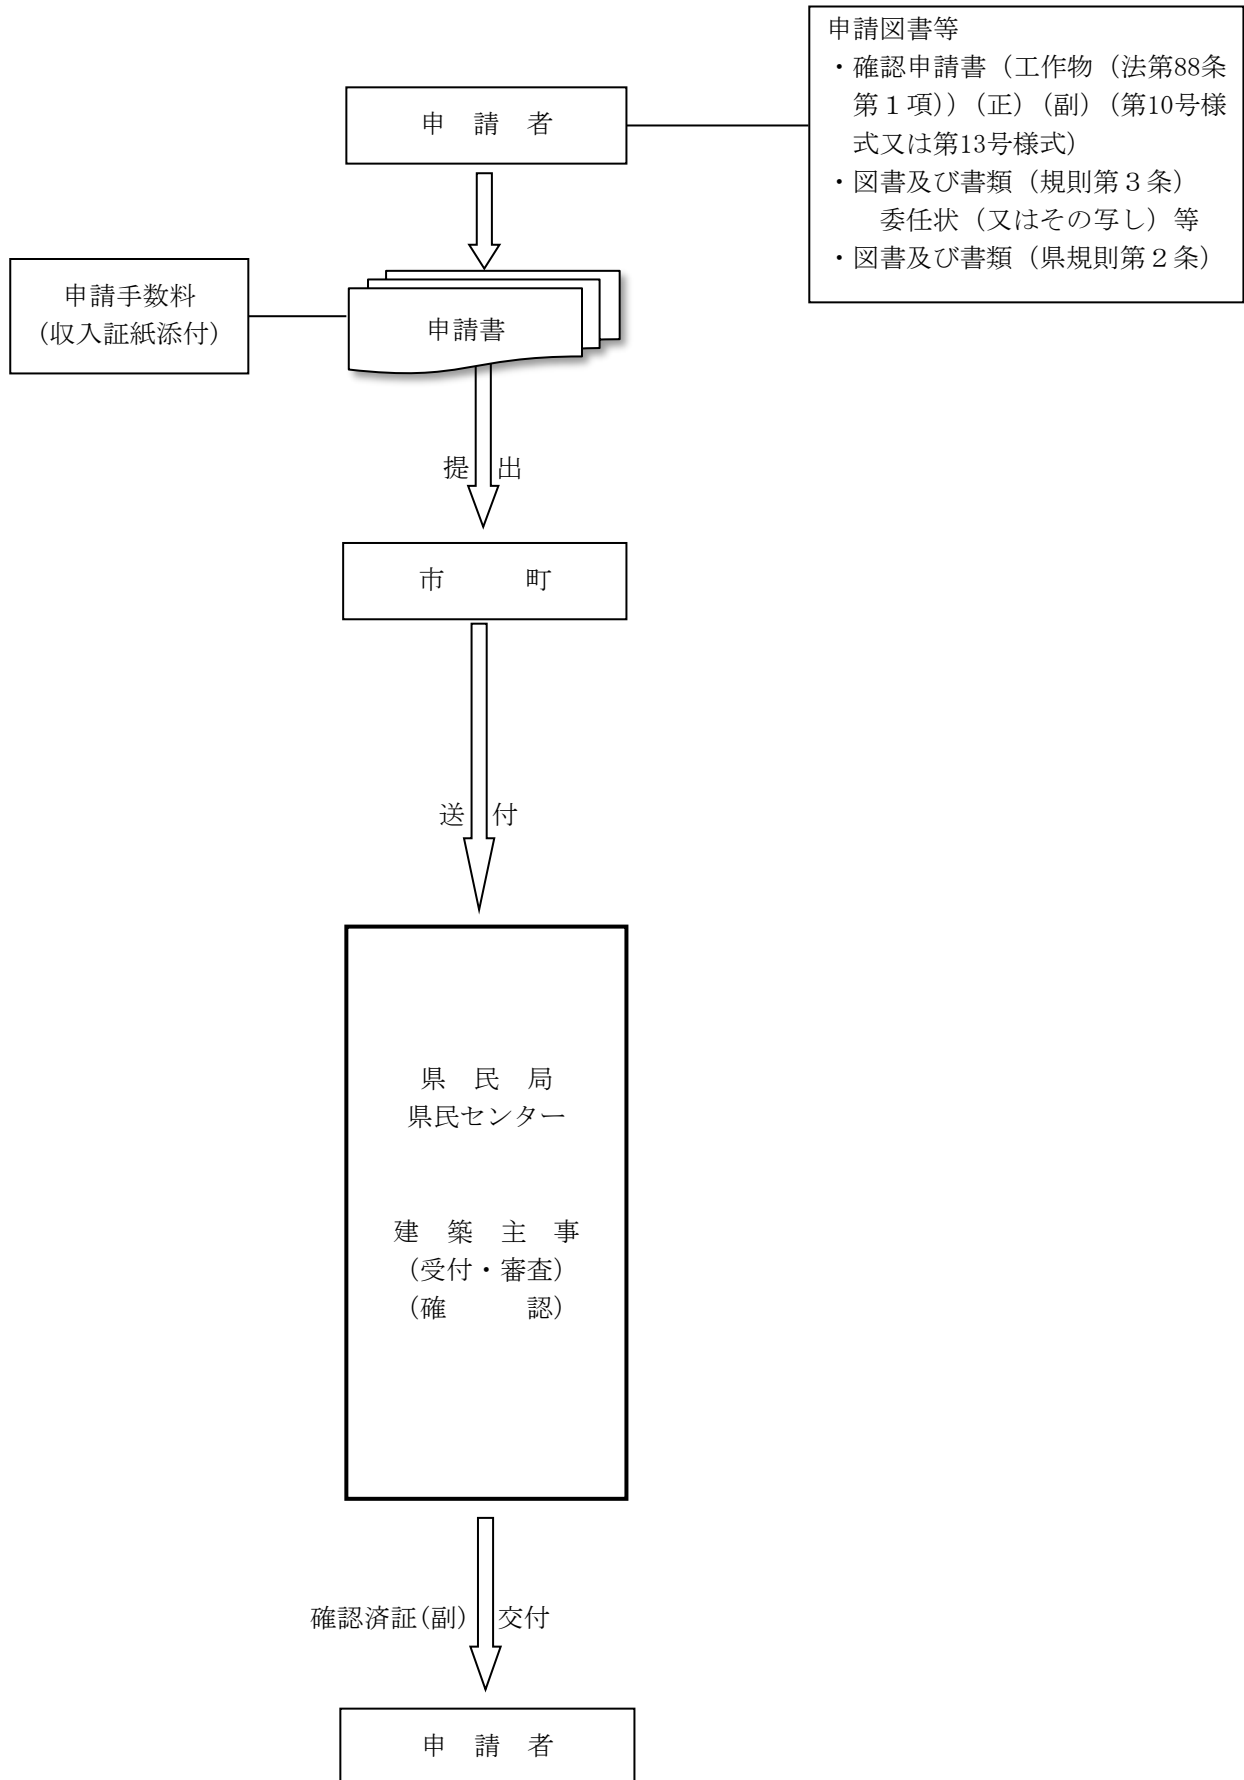 申請図書等
・確認申請書（工作物（法第88条
第１項））（正）（副）（第10号様
式又は第13号様式）
・図書及び書類（規則第３条）
委任状（又はその写し）等
・図書及び書類（県規則第２条）
申　請　者
申請手数料
（収入証紙添付）
申請書
提　出
市　　　町
送　付
県　民　局
県民センター
建　築　主　事
（受付・審査）
（確　　　認）
確認済証(副)　交付
申　請　者